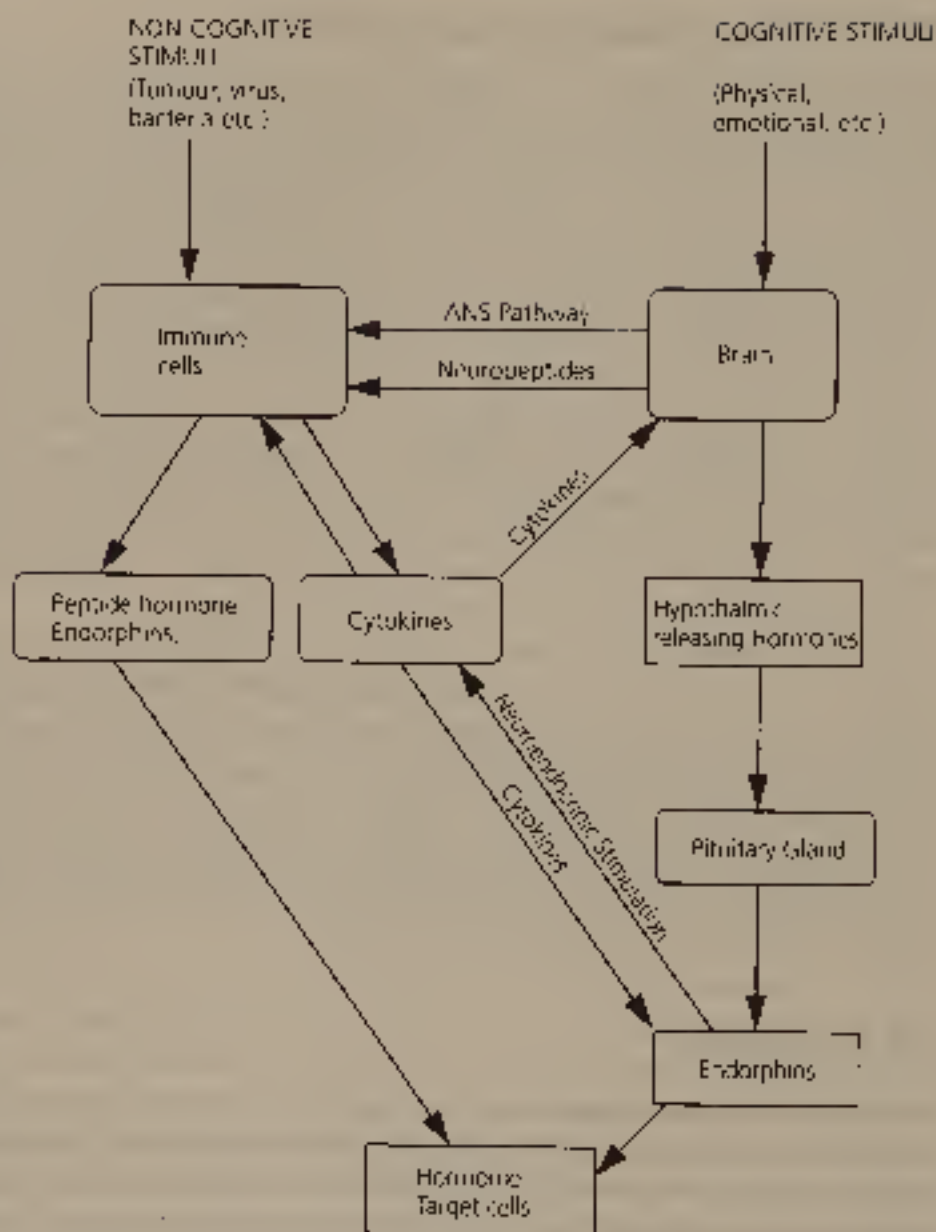 NON COGNITIVE
STIMULI
(Tumour, virus,
bacteria etc.)
COGNITIVE STIMULI
(Physical,
emotional, etc.)
Immune
cells
ANS Pathway
Neuropeptides
Brain
Cytokines
Peptide hormone
Endorphins.
Cytokines
Hypothalmic
releasing Hormones
Neuroendocrinic Stimulation
Cytokines
Pituitary Gland
Endorphins
Hormone
Target cells